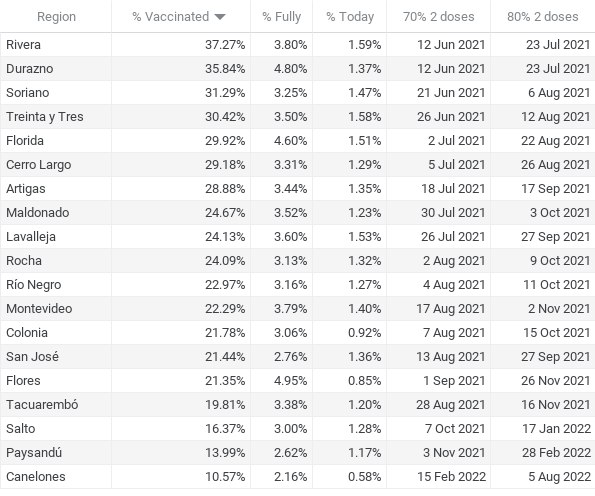 Region % Vaccinated % Fully % Today 70% 2 doses 80% 2 doses
Rivera 37.27% 3.80% 1.59% 12 Jun 2021 23 Jul 2021
Durazno 35.84% 4.80% 1.37% 12 Jun 2021 23 Jul 2021
Soriano 31.29% 3.25% 1.47% 21 Jun 2021 6 Aug 2021
Treinta y Tres 30.42% 3.50% 1.58% 26 Jun 2021 12 Aug 2021
Florida 29.92% 4.60% 1.51% 2 Jul 2021 22 Aug 2021
Cerro Largo 29.18% 3.31% 1.29% 5 Jul 2021 26 Aug 2021
Artigas 28.88% 3.44% 1.35% 18 Jul 2021 17 Sep 2021
Maldonado 24.67% 3.52% 1.23% 30 Jul 2021 3 Oct 2021
Lavalleja 24.13% 3.60% 1.53% 26 Jul 2021 27 Sep 2021
Rocha 24.09% 3.13% 1.32% 2 Aug 2021 9 Oct 2021
Río Negro 22.97% 3.16% 1.27% 4 Aug 2021 11 Oct 2021
Montevideo 22.29% 3.79% 1.40% 17 Aug 2021 2 Nov 2021
Colonia 21.78% 3.06% 0.92% 7 Aug 2021 15 Oct 2021
San José 21.44% 2.76% 1.36% 13 Aug 2021 27 Sep 2021
Flores 21.35% 4.95% 0.85% 1 Sep 2021 26 Nov 2021
Tacuarembó 19.81% 3.38% 1.20% 28 Aug 2021 16 Nov 2021
Salto 16.37% 3.00% 1.28% 7 Oct 2021 17 Jan 2022
Paysandú 13.99% 2.62% 1.17% 3 Nov 2021 28 Feb 2022
Canelones 10.57% 2.16% 0.58% 15 Feb 2022 5 Aug 2022